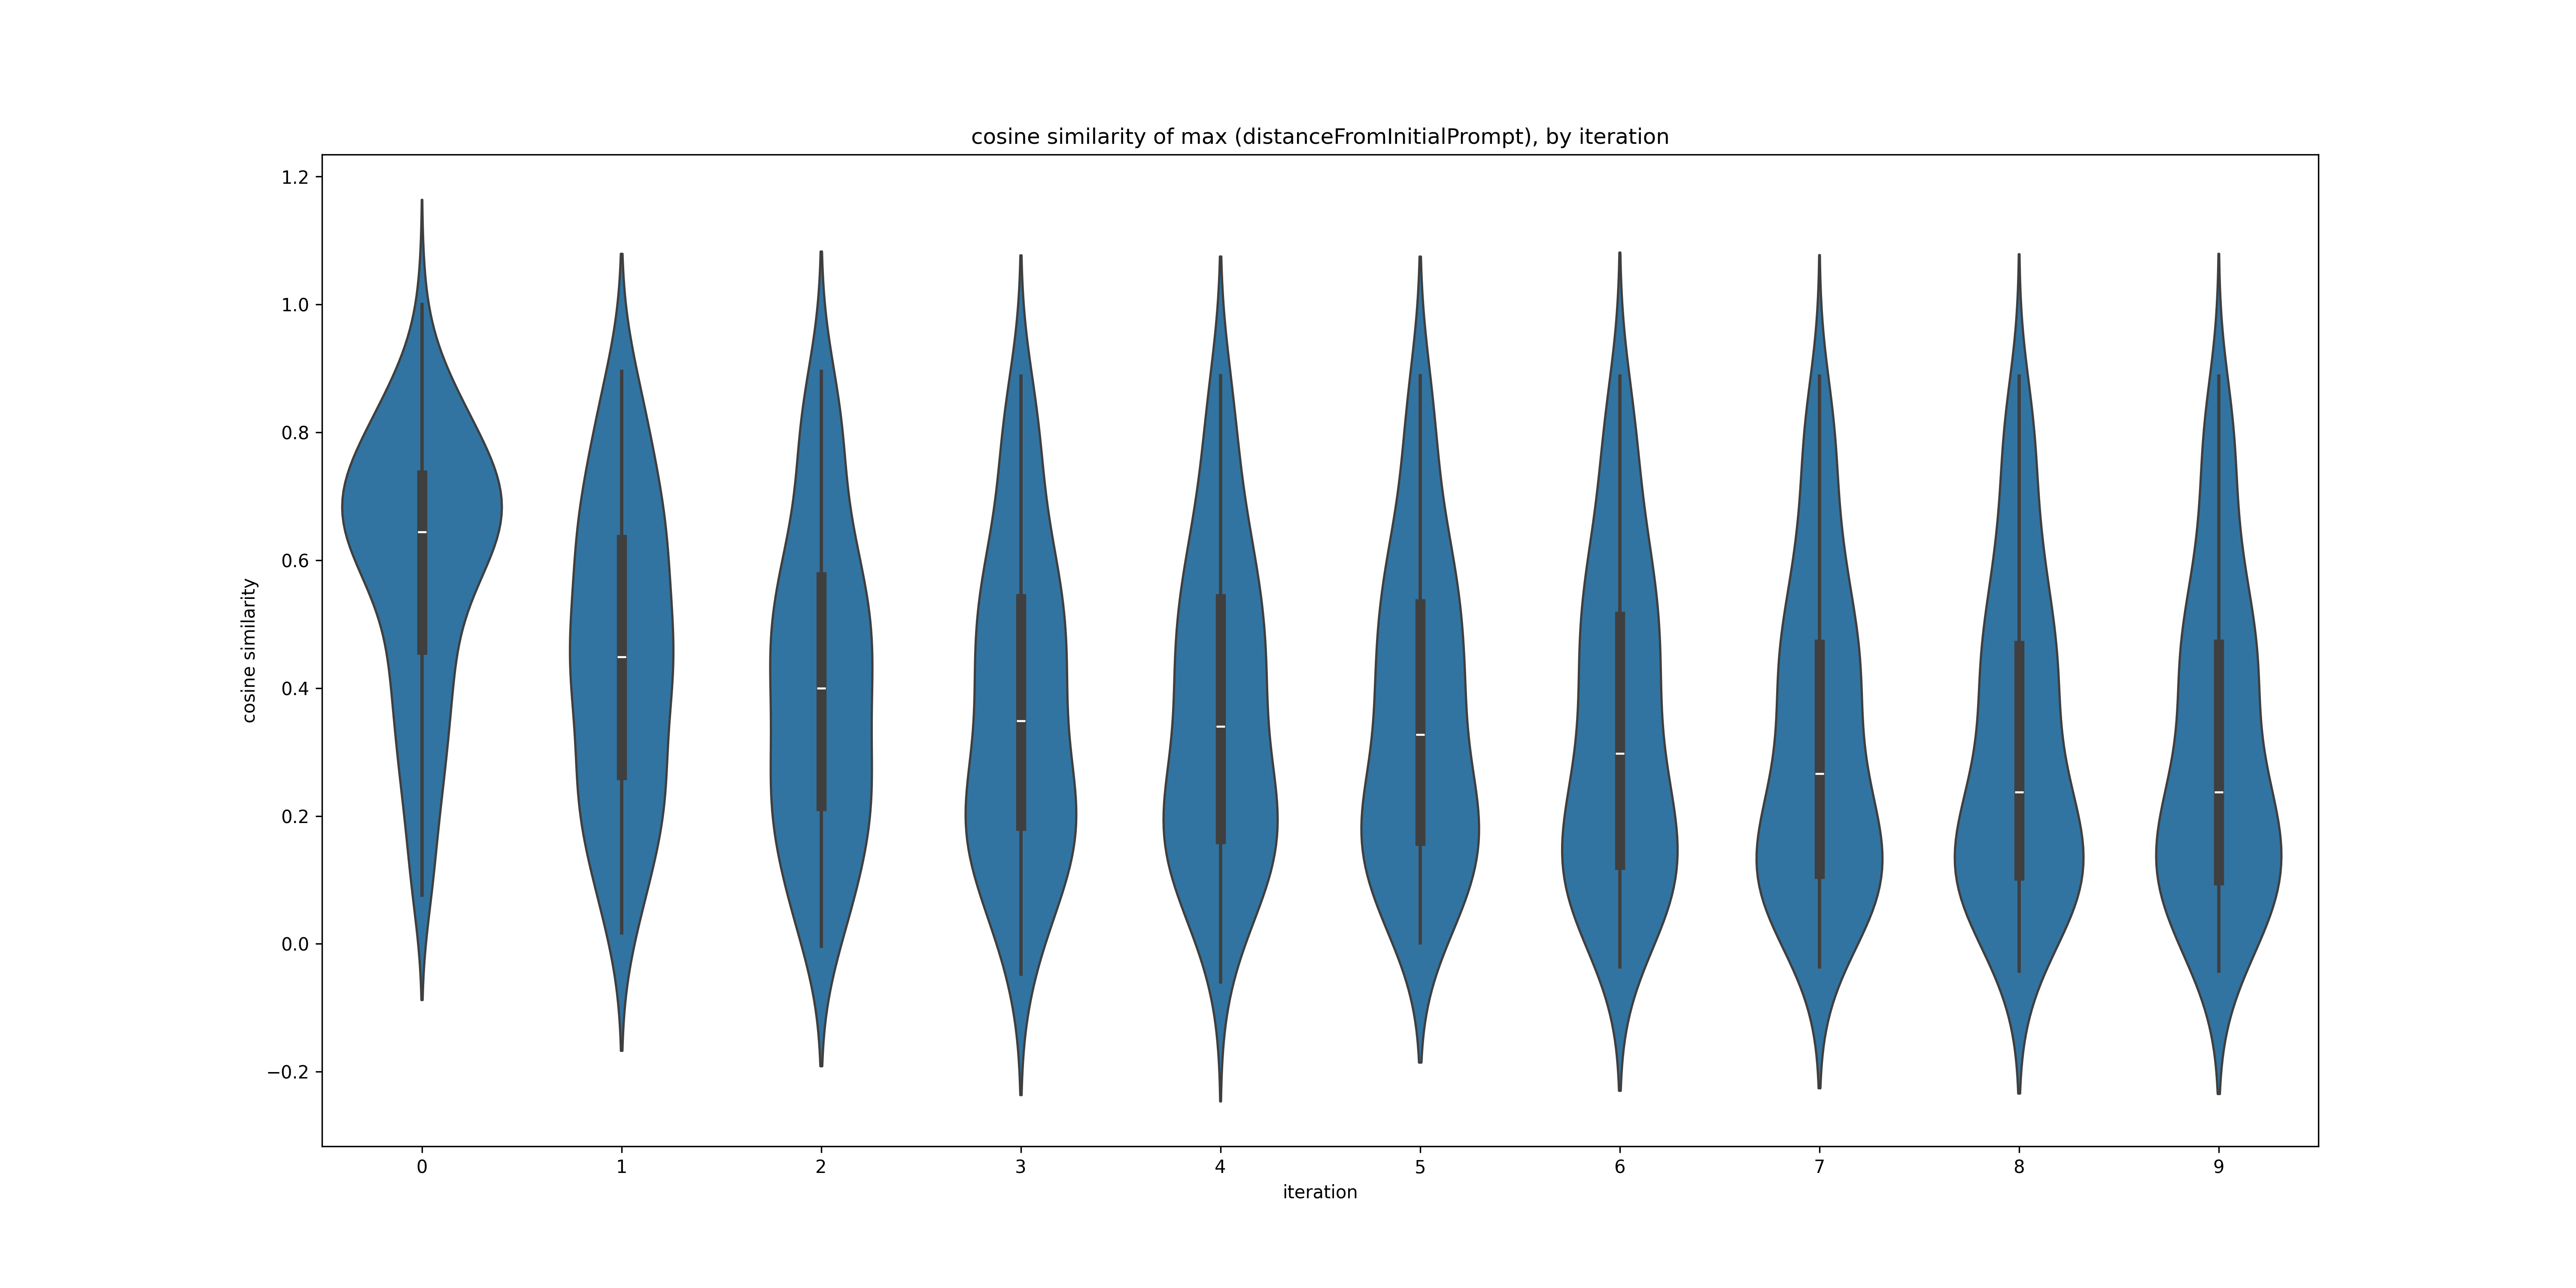 cosine similarity of max (distanceFromInitialPrompt), by iteration
1.2
1.0
0.8
0.6
0.4
0.2
0.0
−0.2
cosine similarity
0 1 2 3 4 5 6 7 8 9
iteration